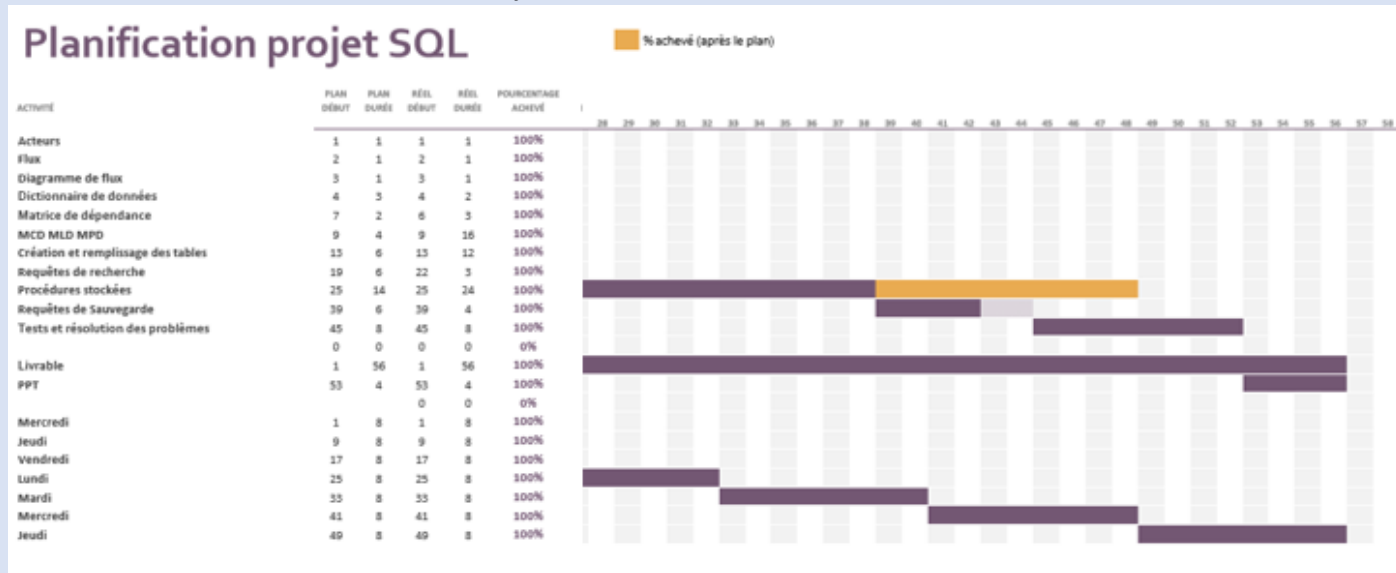 Planification projet SQL
% achevé (après le plan)
PLAN PLAN RÉEL RÉEL POURCENTAGE
ACTIVITÉ DÉBUT DURÉE DÉBUT DURÉE ACHEVÉ
28 29 30 31 32 33 34 35 36 37 38 39 40 41 42 43 44 45 46 47 48 49 50 51 52 53 54 55 56 57 58
Acteurs 1 1 1 1 100%
Flux 2 1 2 1 100%
Diagramme de flux 3 1 3 1 100%
Dictionnaire de données 4 3 4 2 100%
Matrice de dépendance 7 2 6 3 100%
MCD MLD MPD 9 4 9 16 100%
Création et remplissage des tables 13 6 13 12 100%
Requêtes de recherche 19 6 22 3 100%
Procédures stockées 25 14 25 24 100%
Requêtes de Sauvegarde 39 6 39 4 100%
Tests et résolution des problèmes 45 8 45 8 100%
0 0 0 0 0%
Livrable 1 56 1 56 100%
PPT 53 4 53 4 100%
0 0 0%
Mercredi 1 8 1 8 100%
Jeudi 9 8 9 8 100%
Vendredi 17 8 17 8 100%
Lundi 25 8 25 8 100%
Mardi 33 8 33 8 100%
Mercredi 41 8 41 8 100%
Jeudi 49 8 49 8 100%